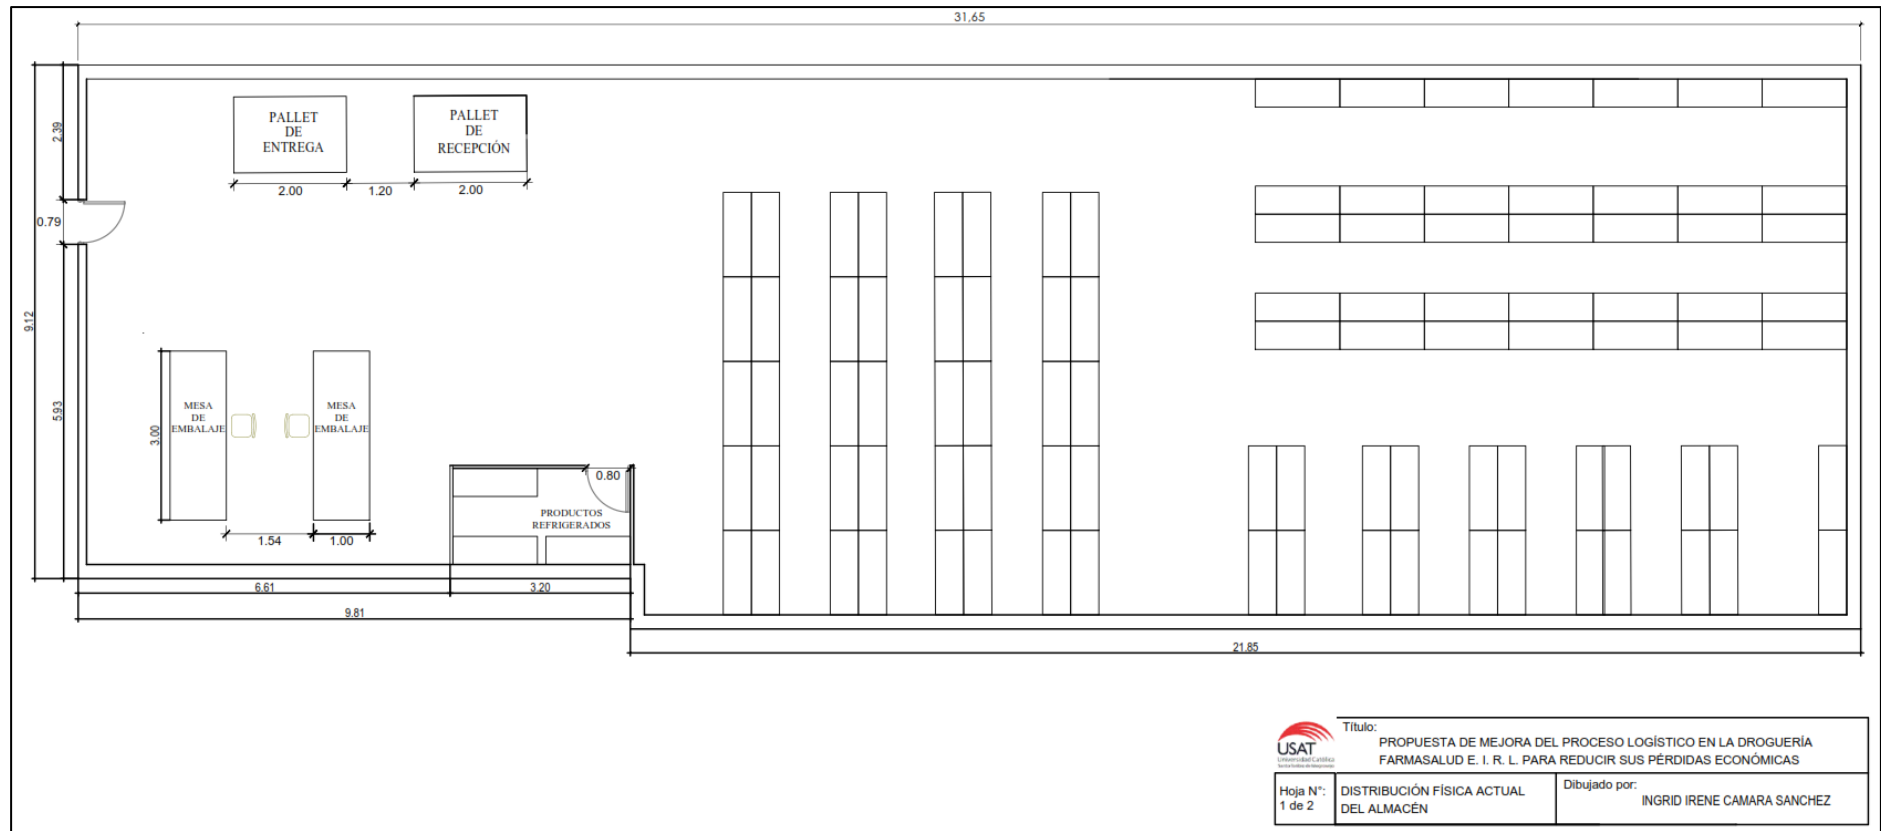 31,65
2.39
PALLET
DE
ENTREGA
PALLET
DE
RECEPCIÓN
2.00
1.20
2.00
0.79
9.12
5.93
3.00
MESA
DE
EMBALAJE
MESA
DE
EMBALAJE
0.80
PRODUCTOS
REFRIGERADOS
1.54
1.00
6.61
3.20
9.81
21.85
USAT
Universidad Católica
Título:
PROPUESTA DE MEJORA DEL PROCESO LOGÍSTICO EN LA DROGUERÍA
FARMASALUD E. I. R. L. PARA REDUCIR SUS PÉRDIDAS ECONÓMICAS
Hoja N°:
1 de 2
DISTRIBUCIÓN FÍSICA ACTUAL
DEL ALMACÉN
Dibujado por:
INGRID IRENE CAMARA SANCHEZ